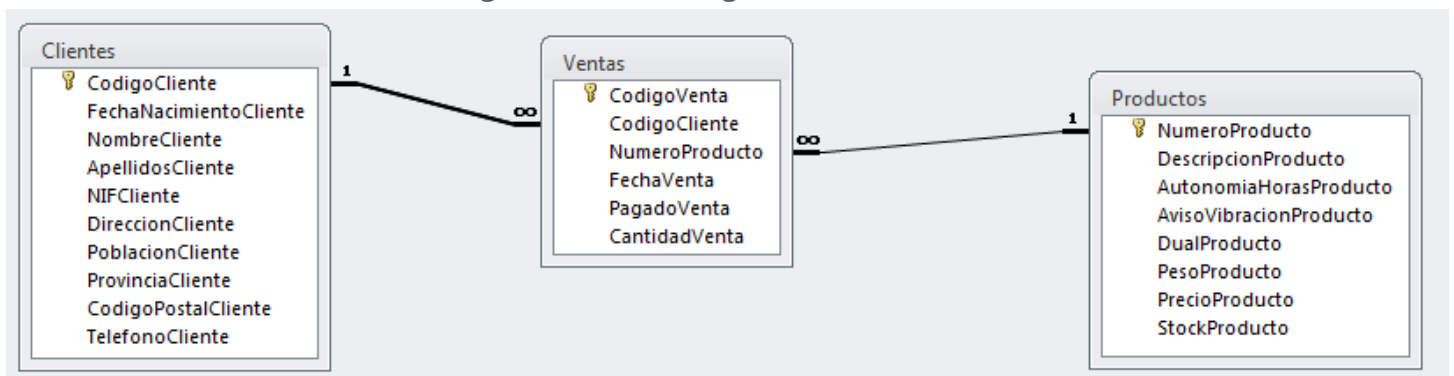 Clientes
CodigoCliente
FechaNacimientoCliente
NombreCliente
ApellidosCliente
NIFCliente
DireccionCliente
PoblacionCliente
ProvinciaCliente
CodigoPostalCliente
TelefonoCliente
1
∞
Ventas
CodigoVenta
CodigoCliente
NumeroProducto
FechaVenta
PagadoVenta
CantidadVenta
∞
1
Productos
NumeroProducto
DescripcionProducto
AutonomiaHorasProducto
AvisoVibracionProducto
DualProducto
PesoProducto
PrecioProducto
StockProducto